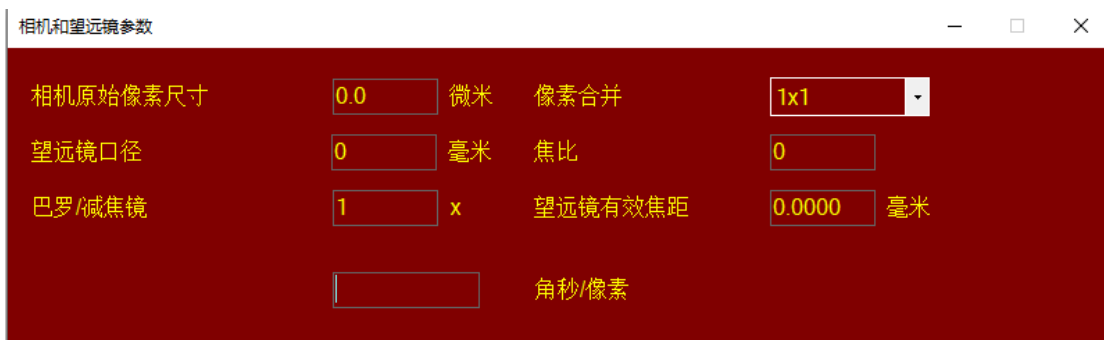 相机和望远镜参数
相机原始像素尺寸 0.0 微米 像素合并 1x1
望远镜口径 0 毫米 焦比 0
巴罗/减焦镜 1 x 望远镜有效焦距 0.0000 毫米
角秒/像素